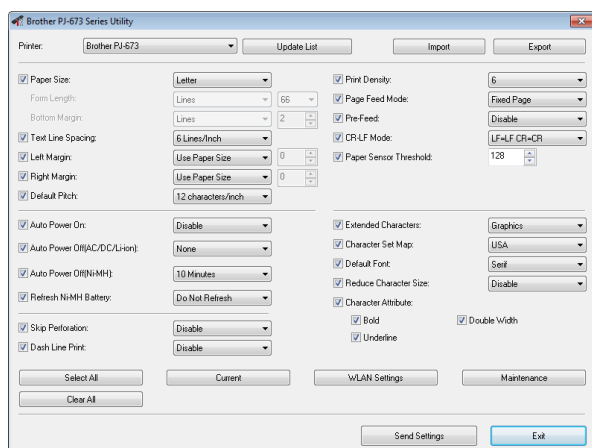 Brother PJ-673 Series Utility
Printer: Brother PJ-673 Update List Import Export
Paper Size: Letter
Form Length: Lines 66
Bottom Margin: Lines 2
Text Line Spacing: 6 Lines/Inch
Left Margin: Use Paper Size 0
Right Margin: Use Paper Size 0
Default Pitch: 12 characters/inch
Print Density: 6
Page Feed Mode: Fixed Page
Pre-Feed: Disable
CR-LF Mode: LF=LF CR=CR
Paper Sensor Threshold: 128
Auto Power On: Disable
Auto Power Off(AC/DC/Li-ion): None
Auto Power Off(Ni-MH): 10 Minutes
Refresh Ni-MH Battery: Do Not Refresh
Skip Perforation: Disable
Dash Line Print: Disable
Extended Characters: Graphics
Character Set Map: USA
Default Font: Serif
Reduce Character Size: Disable
Character Attribute:
Bold Double Width
Underline
Select All Current WLAN Settings Maintenance
Clear All
Send Settings Exit